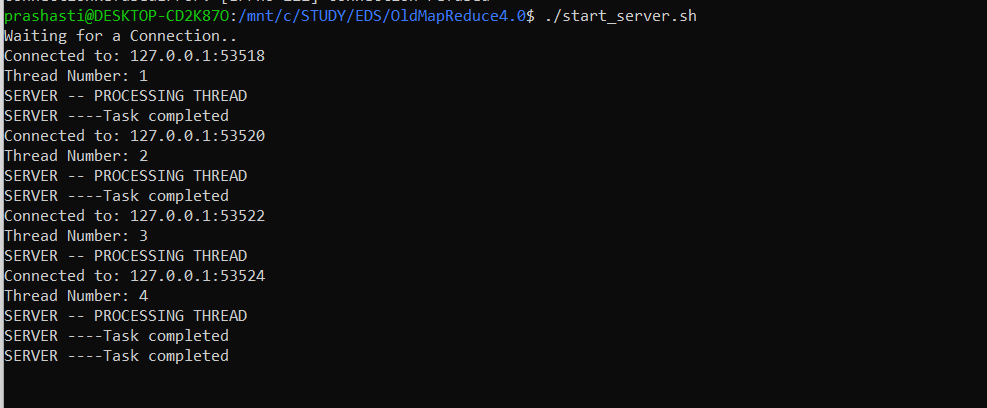 prashasti@DESKTOP-CD2K87O:/mnt/c/STUDY/EDS/OldMapReduce4.0$ ./start_server.sh
Waiting for a Connection..
Connected to: 127.0.0.1:53518
Thread Number: 1
SERVER -- PROCESSING THREAD
SERVER ----Task completed
Connected to: 127.0.0.1:53520
Thread Number: 2
SERVER -- PROCESSING THREAD
SERVER ----Task completed
Connected to: 127.0.0.1:53522
Thread Number: 3
SERVER -- PROCESSING THREAD
Connected to: 127.0.0.1:53524
Thread Number: 4
SERVER -- PROCESSING THREAD
SERVER ----Task completed
SERVER ----Task completed